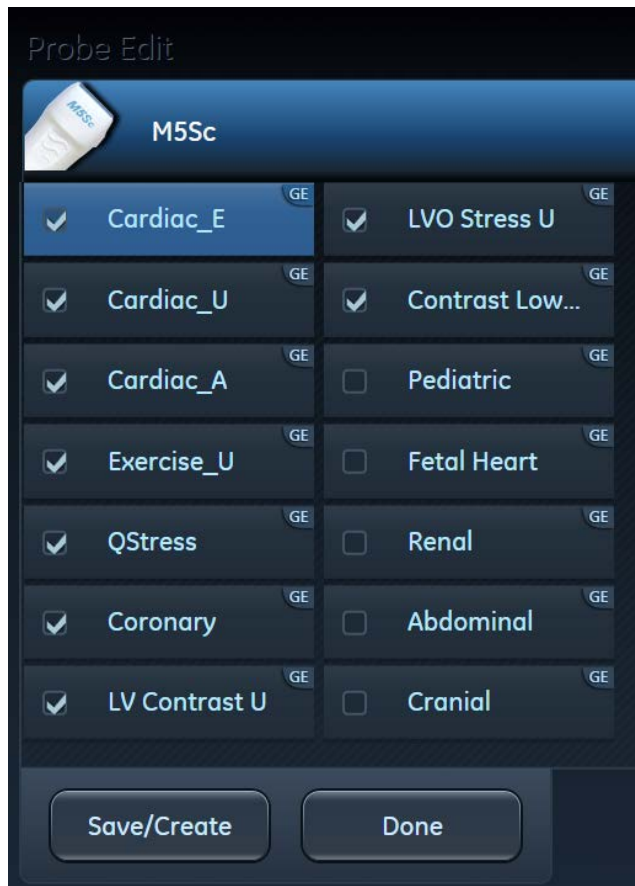 Probe Edit
M5Sc
M5Sc
Cardiac_E GE
LVO Stress U GE
Cardiac_U GE
Contrast Low... GE
Cardiac_A GE
Pediatric GE
Exercise_U GE
Fetal Heart GE
QStress GE
Renal GE
Coronary GE
Abdominal GE
LV Contrast U GE
Cranial GE
Save/Create
Done